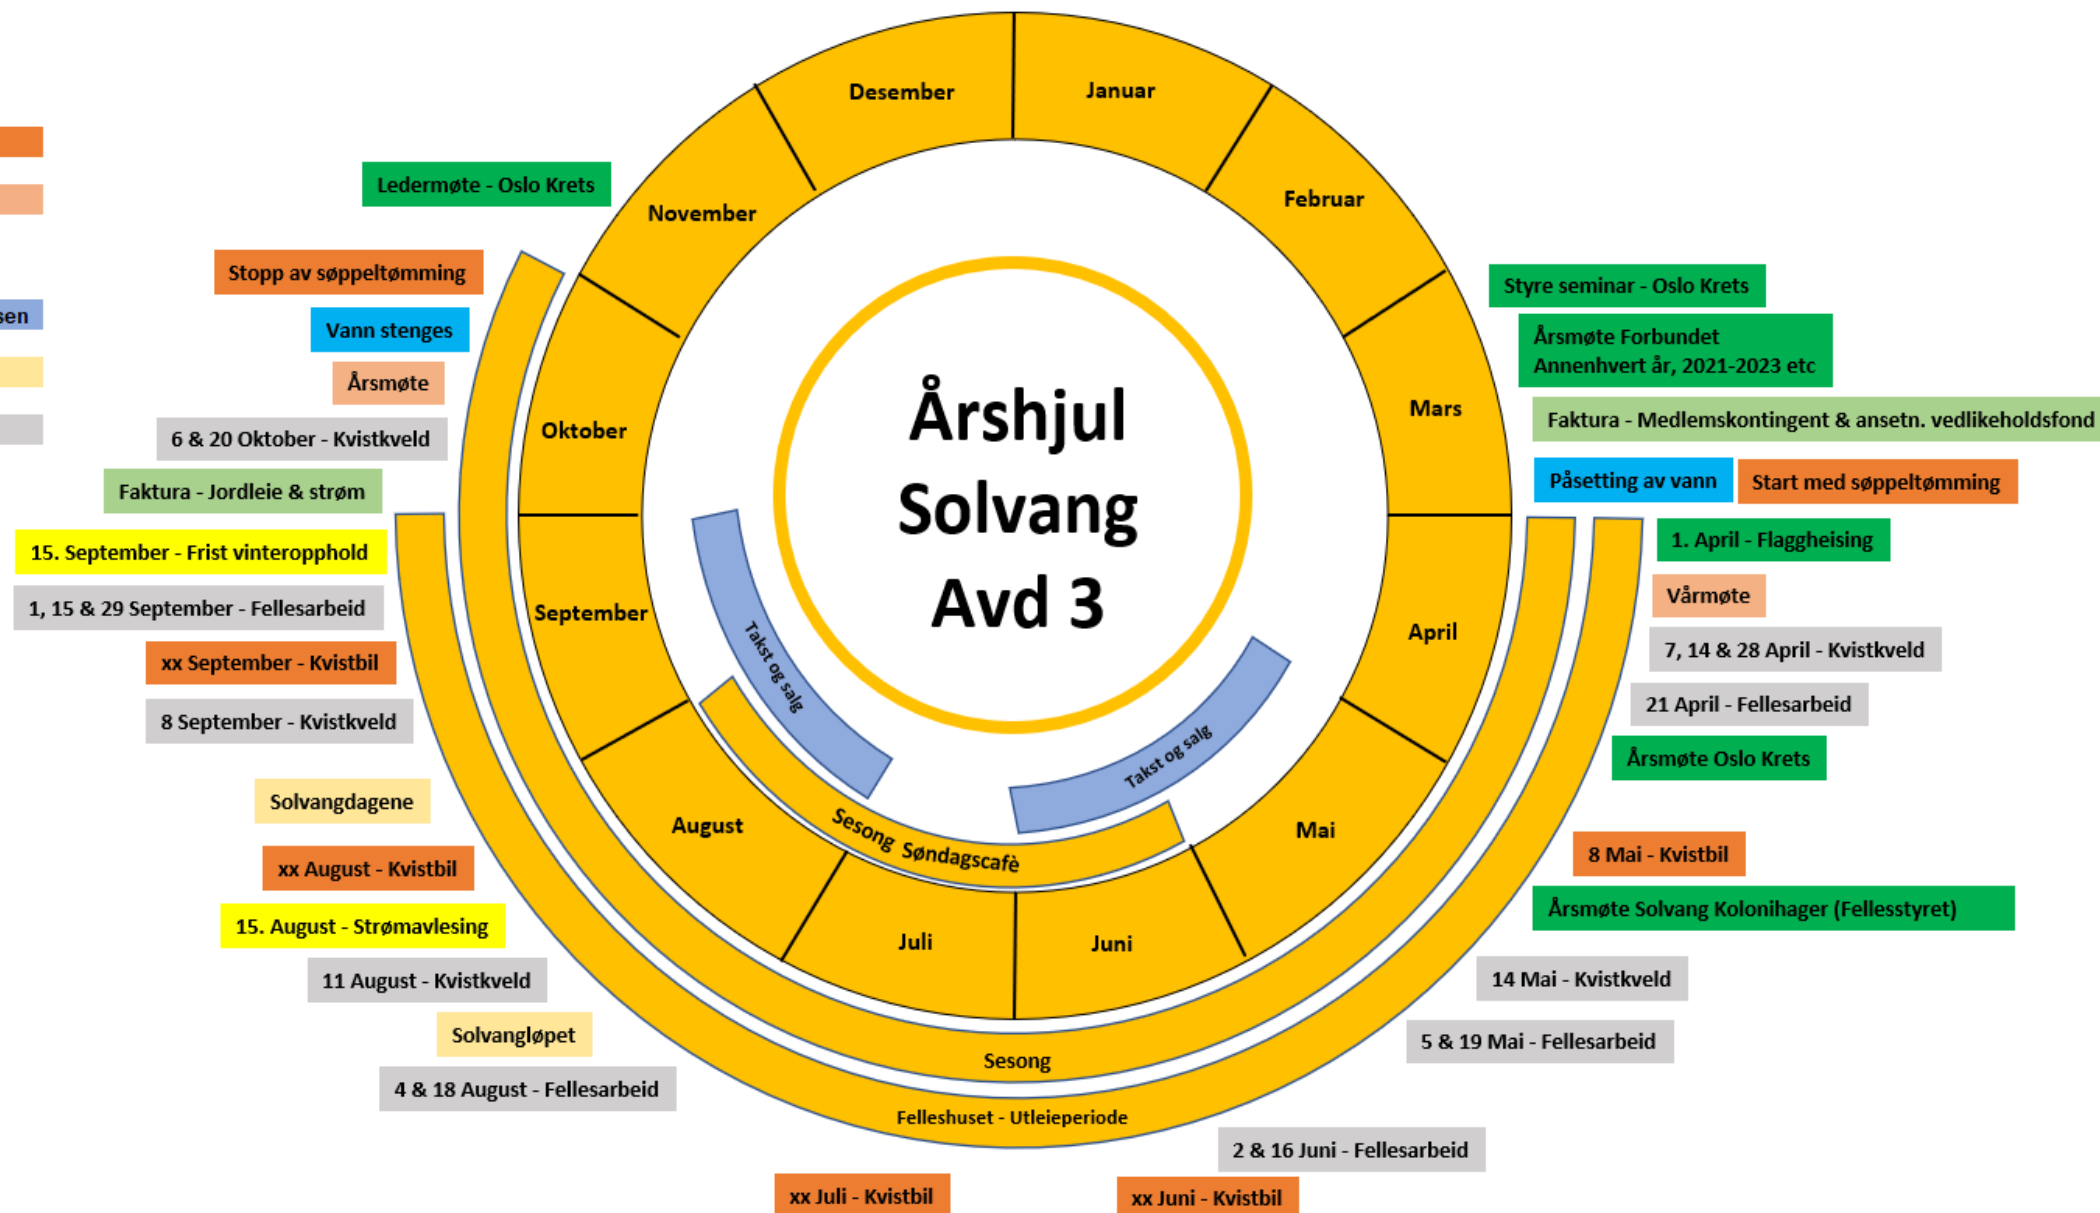 Årshjul
Solvang
Avd 3
Januar
Februar
Mars
April
Mai
Juni
Juli
August
September
Oktober
November
Desember
Takst og salg
Takst og salg
Sesong Søndagscafè
Sesong
Felleshuset - Utleieperiode
Styre seminar - Oslo Krets
Årsmøte Forbundet
Annenhvert år, 2021-2023 etc
Faktura - Medlemskontingent & ansetn. vedlikeholdsfond
Påsetting av vann
Start med søppeltømming
1. April - Flaggheising
Vårmøte
7, 14 & 28 April - Kvistkveld
21 April - Fellesarbeid
Årsmøte Oslo Krets
8 Mai - Kvistbil
Årsmøte Solvang Kolonihager (Fellesstyret)
14 Mai - Kvistkveld
5 & 19 Mai - Fellesarbeid
2 & 16 Juni - Fellesarbeid
xx Juni - Kvistbil
xx Juli - Kvistbil
4 & 18 August - Fellesarbeid
Solvangløpet
11 August - Kvistkveld
15. August - Strømavlesing
xx August - Kvistbil
Solvangdagene
8 September - Kvistkveld
xx September - Kvistbil
1, 15 & 29 September - Fellesarbeid
15. September - Frist vinteropphold
Faktura - Jordleie & strøm
6 & 20 Oktober - Kvistkveld
Årsmøte
Vann stenges
Stopp av søppeltømming
Ledermøte - Oslo Krets